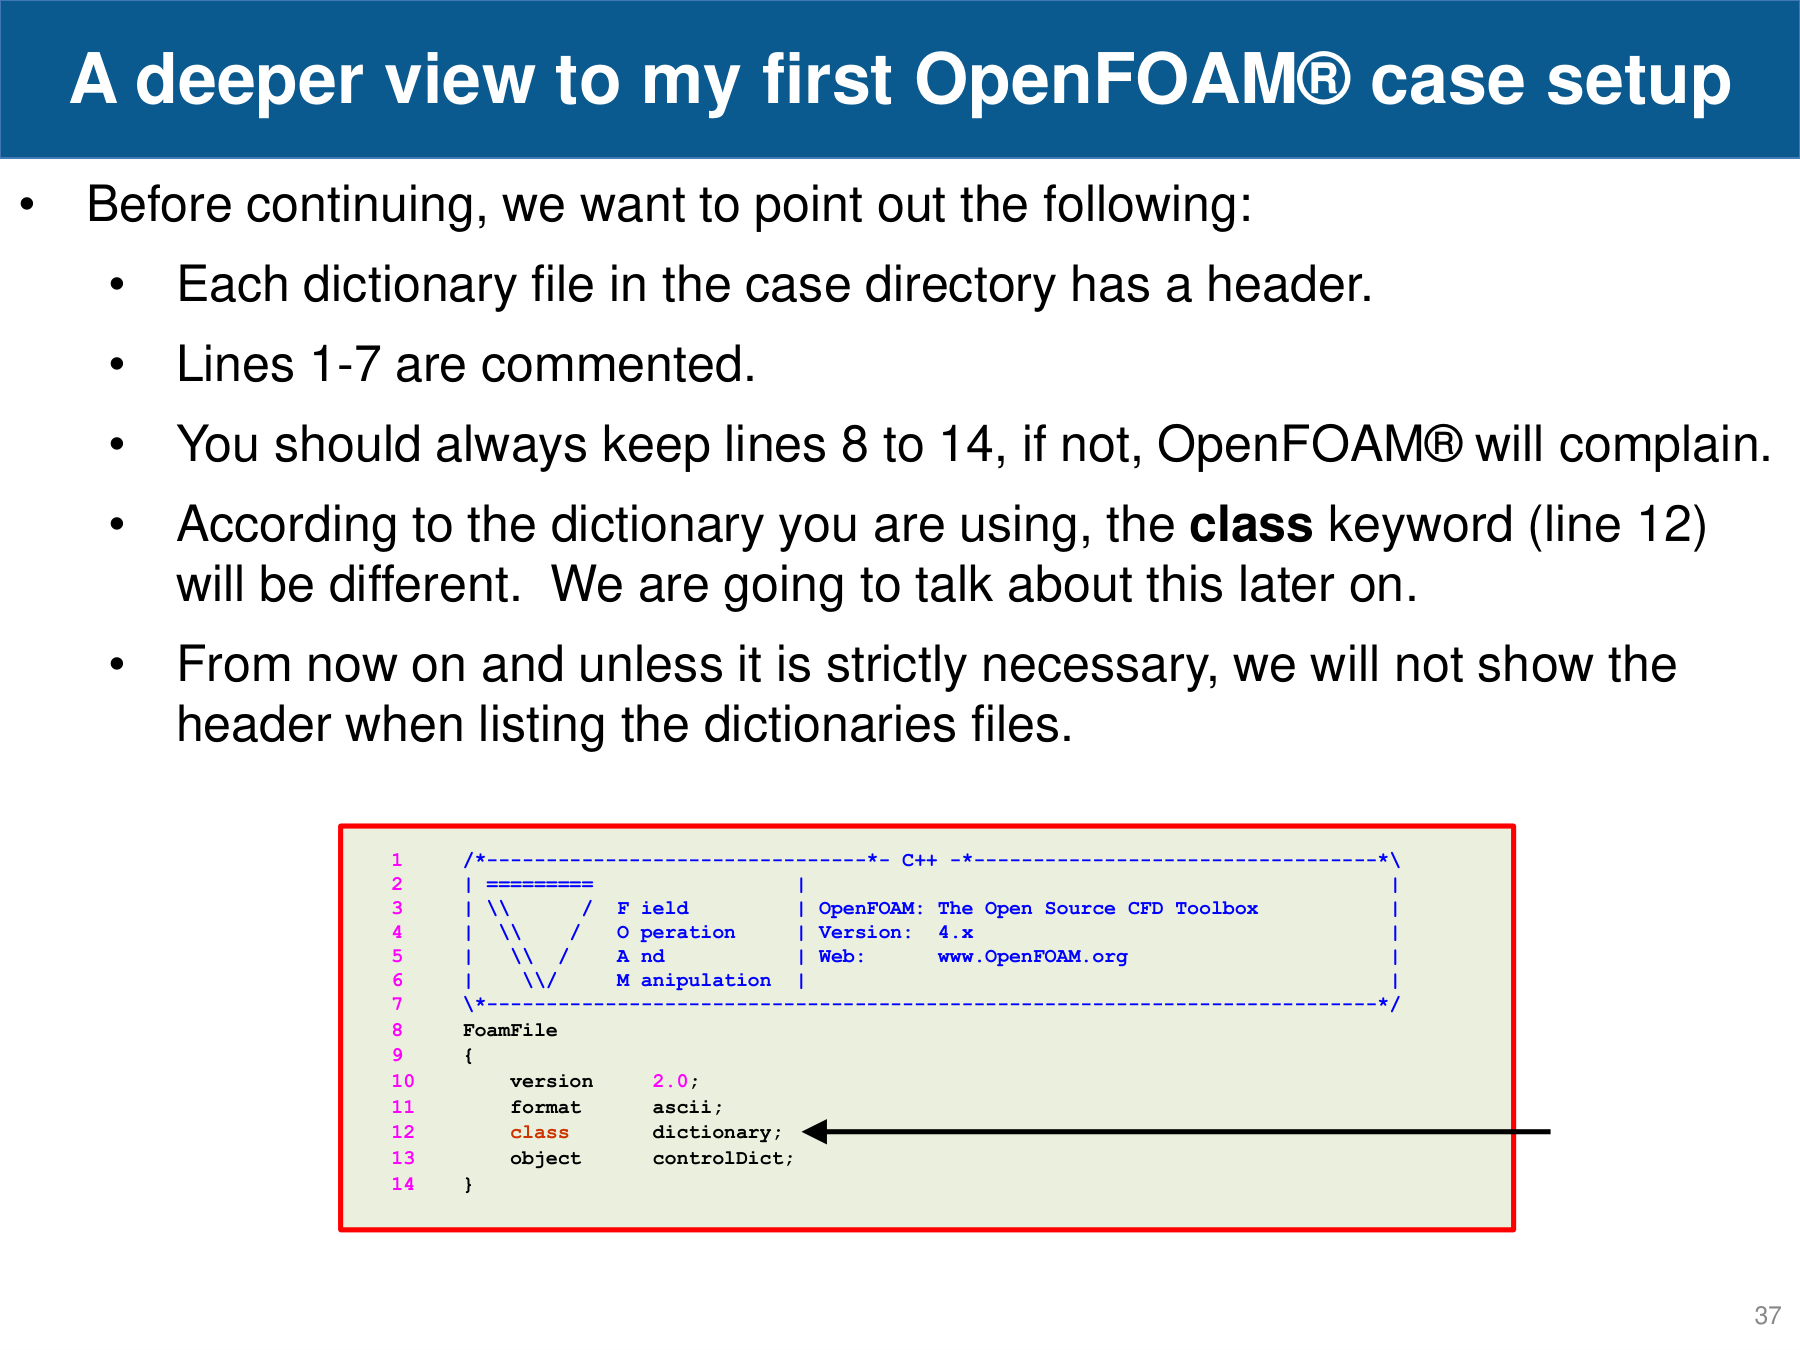 A deeper view to my first OpenFOAM® case setup
• Before continuing, we want to point out the following:
• Each dictionary file in the case directory has a header.
• Lines 1-7 are commented.
• You should always keep lines 8 to 14, if not, OpenFOAM® will complain.
• According to the dictionary you are using, the class keyword (line 12)
will be different.  We are going to talk about this later on.
• From now on and unless it is strictly necessary, we will not show the
header when listing the dictionaries files.
1     /*--------------------------------*- C++ -*----------------------------------*\
2     | =========                 |                                                 |
3     | \\      /  F ield         | OpenFOAM: The Open Source CFD Toolbox           |
4     |  \\    /   O peration     | Version:  4.x                                   |
5     |   \\  /    A nd           | Web:      www.OpenFOAM.org                      |
6     |    \\/     M anipulation  |                                                 |
7     \*---------------------------------------------------------------------------*/
8     FoamFile
9     {
10        version     2.0;
11        format      ascii;
12        class       dictionary;
13        object      controlDict;
14    }
37